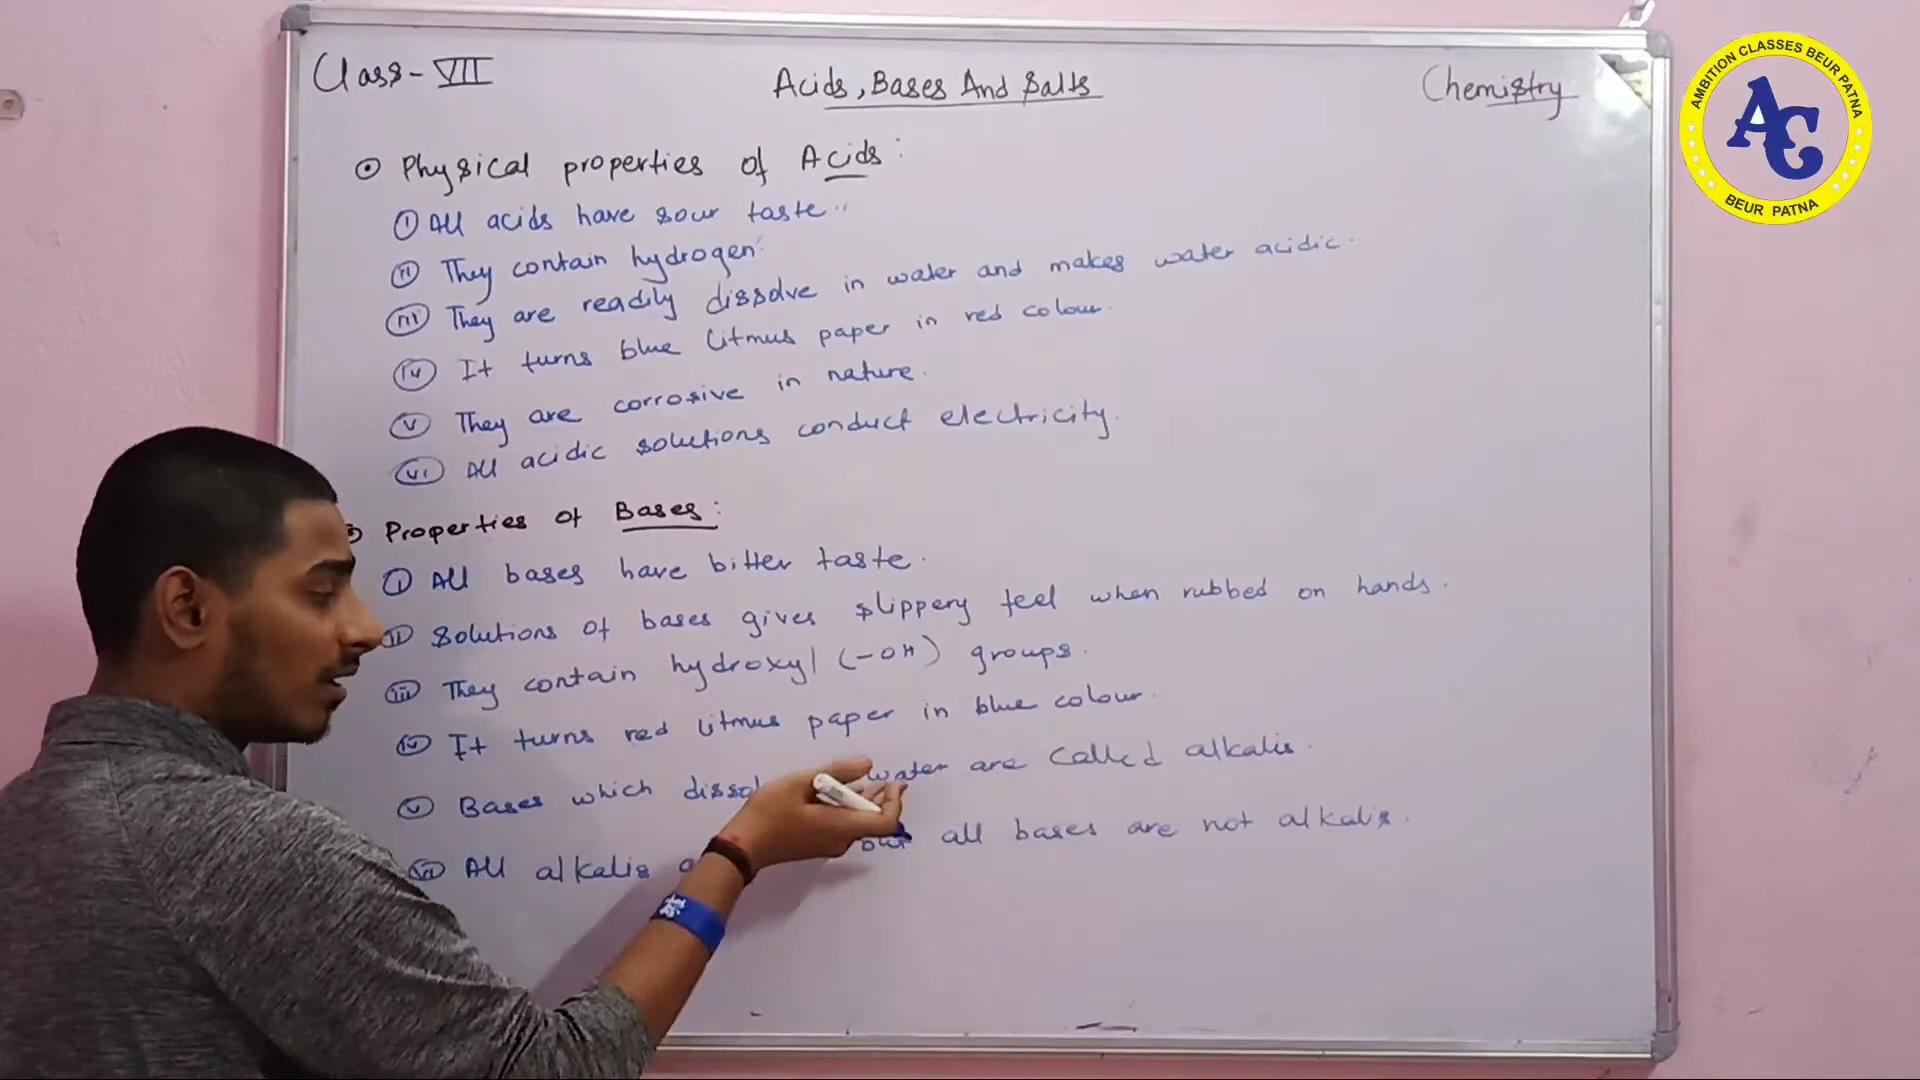 Class-VII
Acids, Bases And Salts
Chemistry
AMBITION CLASSES BEUR PATNA
AC
BEUR PATNA
Physical properties of Acids:
(i) All acids have sour taste.
(ii) They contain hydrogen.
(iii) They are readily dissolve in water and makes water acidic.
(iv) It turns blue litmus paper in red colour.
(v) They are corrosive in nature.
(vi) All acidic solutions conduct electricity.
Properties of Bases:
(i) All bases have bitter taste.
(ii) Solutions of bases gives slippery feel when rubbed on hands.
(iii) They contain hydroxyl (-OH) groups.
(iv) It turns red litmus paper in blue colour.
(v) Bases which water are called alkalis.
All alkalis but all bases are not alkalis.